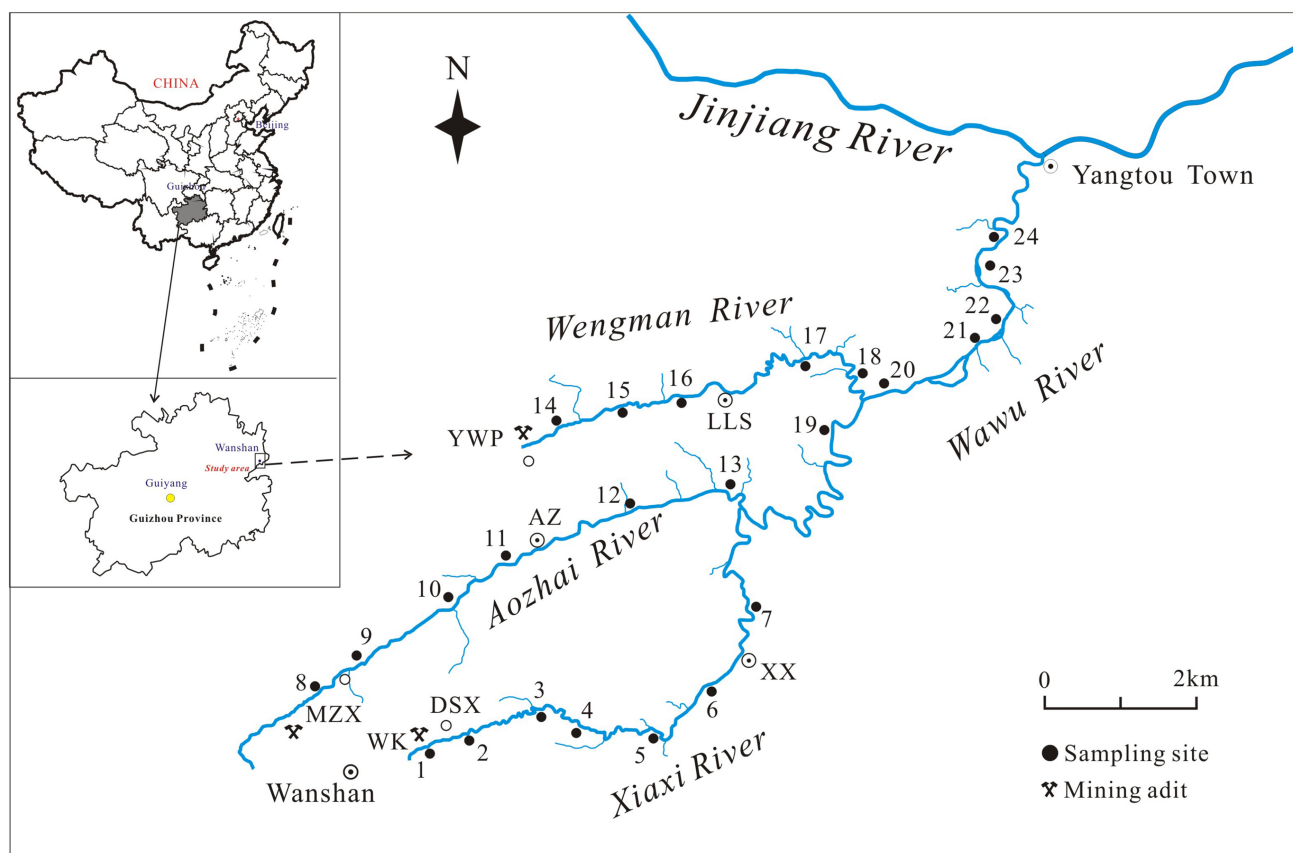 CHINA
Beijing
Guizhou
Wanshan
Study area
Guiyang
Guizhou Province
N
Jinjiang River
Yangtou Town
24
23
22
21
Wengman River
17
18
20
16
15
14
LLS
19
Wawu River
YWP
13
12
AZ
11
Aozhai River
10
7
9
XX
8
6
MZX
DSX
3
4
WK
1
2
5
Xiaxi River
Wanshan
0 2km
Sampling site
Mining adit